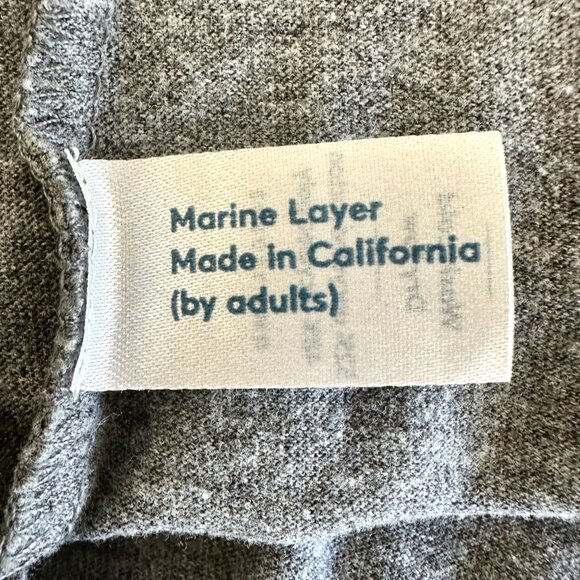 Marine Layer
Made in California
(by adults)